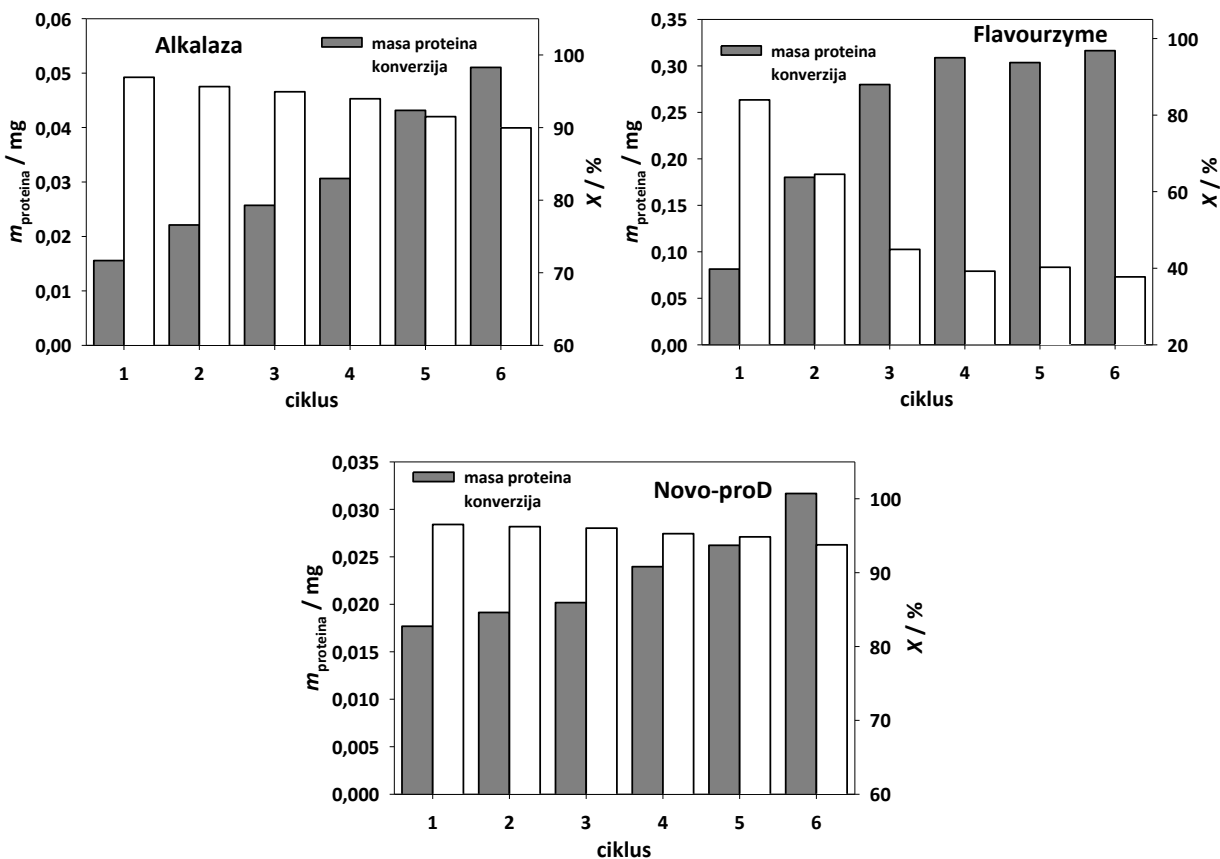 Alkalaza
masa proteina
konverzija
0,06
0,05
0,04
0,03
0,02
0,01
0,00
m proteina / mg
100
90
80
70
60
X / %
1 2 3 4 5 6
ciklus
Flavourzyme
masa proteina
konverzija
0,35
0,30
0,25
0,20
0,15
0,10
0,05
0,00
m proteina / mg
100
80
60
40
20
X / %
1 2 3 4 5 6
ciklus
Novo-proD
masa proteina
konverzija
0,035
0,030
0,025
0,020
0,015
0,010
0,005
0,000
m proteina / mg
100
90
80
70
60
X / %
1 2 3 4 5 6
ciklus